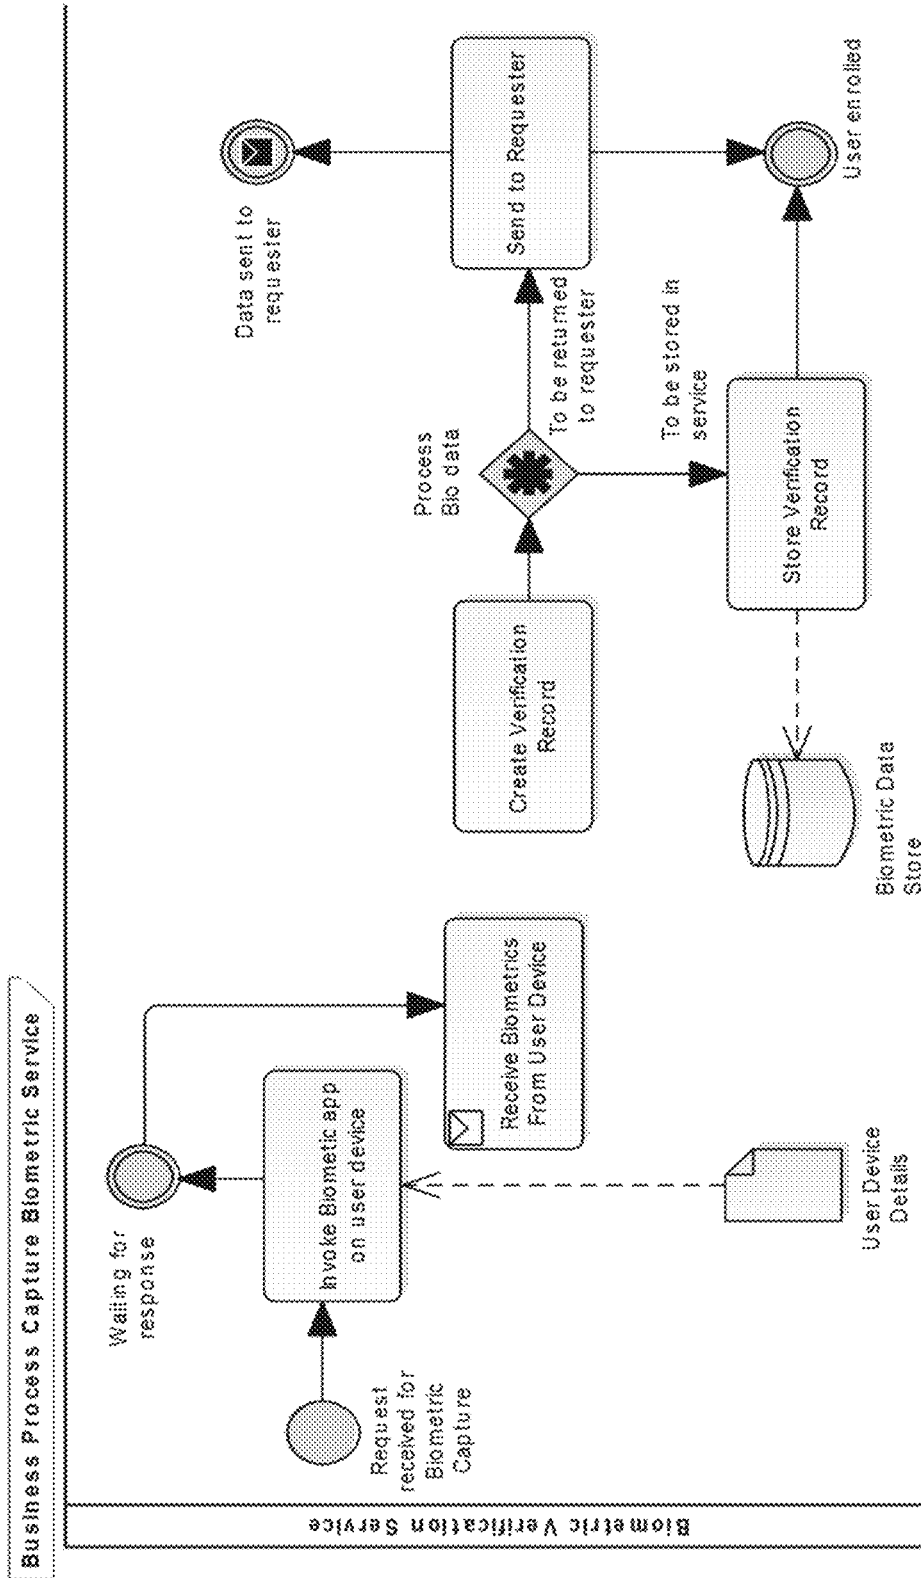 Business Process Capture Biometric Service
Biometric Verification Service
Request
received for
Biometric
Capture
Waiting for
response
Invoke Biometic app
on user device
User Device
Details
Receive Biometrics
From User Device
Create Verification
Record
Process
Bio data
To be returned
to requester
To be stored in
service
Store Verification
Record
Biometric Data
Store
Send to Requester
Data sent to
requester
User enrolled